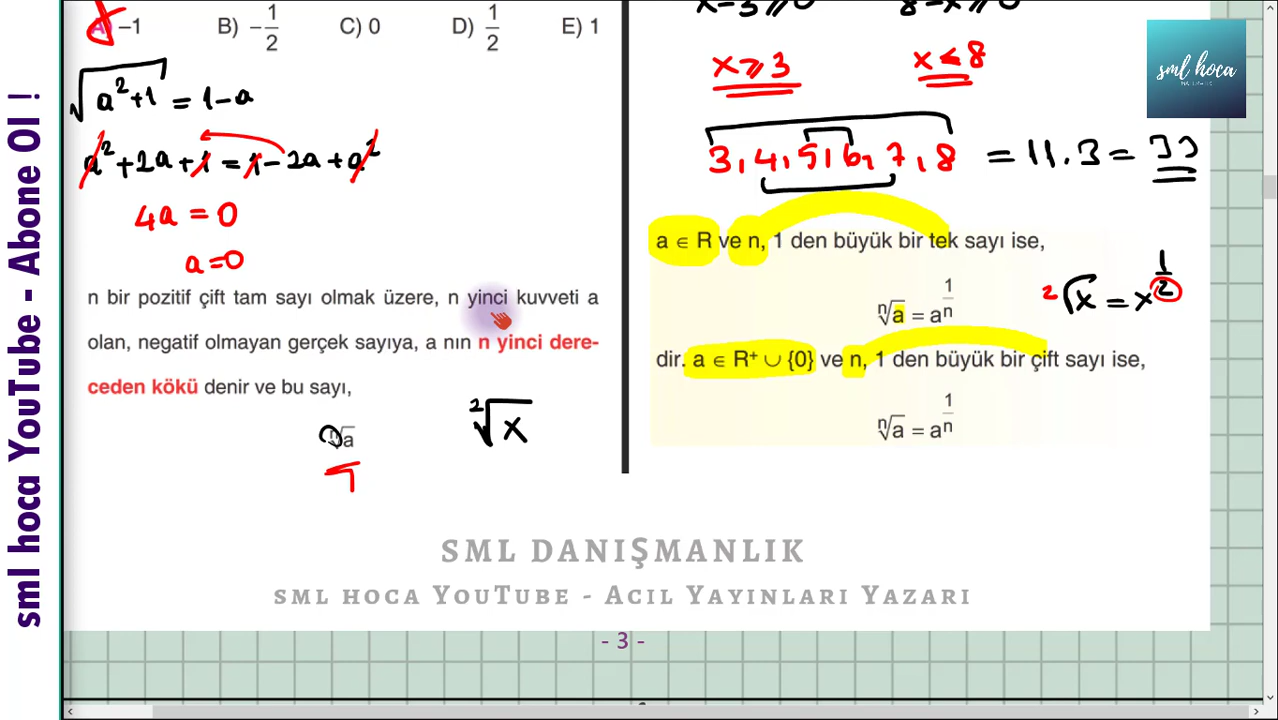 sml hoca YouTube - Abone Ol !
A) -1 B) -1/2 C) 0 D) 1/2 E) 1
√a²+1 = 1-a
a²+2a+1 = 1-2a+a²
4a = 0
a=0
n bir pozitif çift tam sayı olmak üzere, n yinci kuvveti a
olan, negatif olmayan gerçek sayıya, a nın n yinci dere-
ceden kökü denir ve bu sayı,
ⁿ√a
²√x
8-x≥0
x≥3 x≤8
3,4,5,6,7,8 = 11.3 = 33
a ∈ R ve n, 1 den büyük bir tek sayı ise,
ⁿ√a = a^(1/n)
²√x = x^(1/2)
dir. a ∈ R⁺ ∪ {0} ve n, 1 den büyük bir çift sayı ise,
ⁿ√a = a^(1/n)
sml hoca
SML DANIŞMANLIK
sml hoca YouTube - Acil Yayınları Yazarı
- 3 -